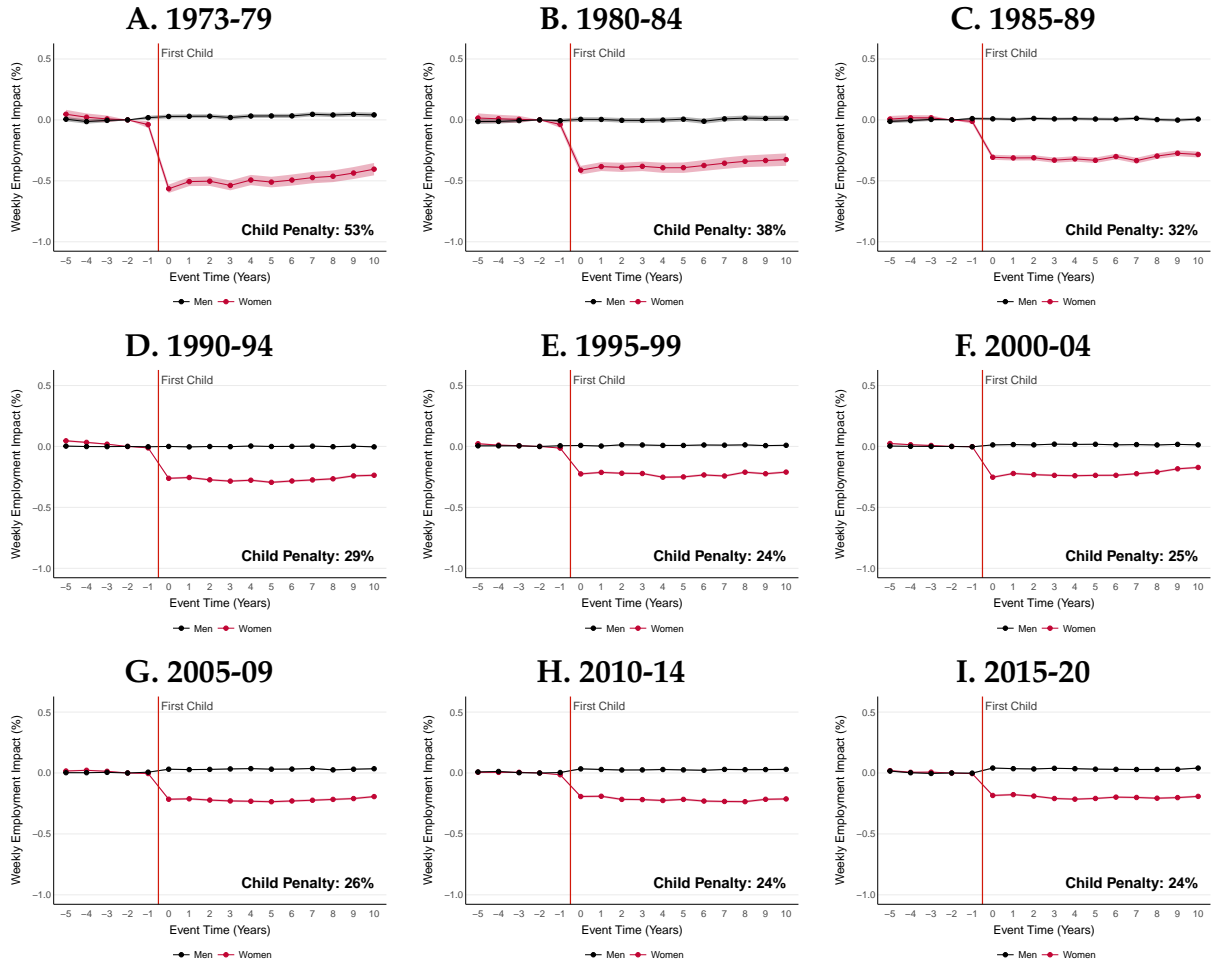 A. 1973-79
Weekly Employment Impact (%)
0.5
0.0
−0.5
−1.0
First Child
Child Penalty: 53%
−5 −4 −3 −2 −1 0 1 2 3 4 5 6 7 8 9 10
Event Time (Years)
Men Women
B. 1980-84
Weekly Employment Impact (%)
0.5
0.0
−0.5
−1.0
First Child
Child Penalty: 38%
−5 −4 −3 −2 −1 0 1 2 3 4 5 6 7 8 9 10
Event Time (Years)
Men Women
C. 1985-89
Weekly Employment Impact (%)
0.5
0.0
−0.5
−1.0
First Child
Child Penalty: 32%
−5 −4 −3 −2 −1 0 1 2 3 4 5 6 7 8 9 10
Event Time (Years)
Men Women
D. 1990-94
Weekly Employment Impact (%)
0.5
0.0
−0.5
−1.0
First Child
Child Penalty: 29%
−5 −4 −3 −2 −1 0 1 2 3 4 5 6 7 8 9 10
Event Time (Years)
Men Women
E. 1995-99
Weekly Employment Impact (%)
0.5
0.0
−0.5
−1.0
First Child
Child Penalty: 24%
−5 −4 −3 −2 −1 0 1 2 3 4 5 6 7 8 9 10
Event Time (Years)
Men Women
F. 2000-04
Weekly Employment Impact (%)
0.5
0.0
−0.5
−1.0
First Child
Child Penalty: 25%
−5 −4 −3 −2 −1 0 1 2 3 4 5 6 7 8 9 10
Event Time (Years)
Men Women
G. 2005-09
Weekly Employment Impact (%)
0.5
0.0
−0.5
−1.0
First Child
Child Penalty: 26%
−5 −4 −3 −2 −1 0 1 2 3 4 5 6 7 8 9 10
Event Time (Years)
Men Women
H. 2010-14
Weekly Employment Impact (%)
0.5
0.0
−0.5
−1.0
First Child
Child Penalty: 24%
−5 −4 −3 −2 −1 0 1 2 3 4 5 6 7 8 9 10
Event Time (Years)
Men Women
I. 2015-20
Weekly Employment Impact (%)
0.5
0.0
−0.5
−1.0
First Child
Child Penalty: 24%
−5 −4 −3 −2 −1 0 1 2 3 4 5 6 7 8 9 10
Event Time (Years)
Men Women